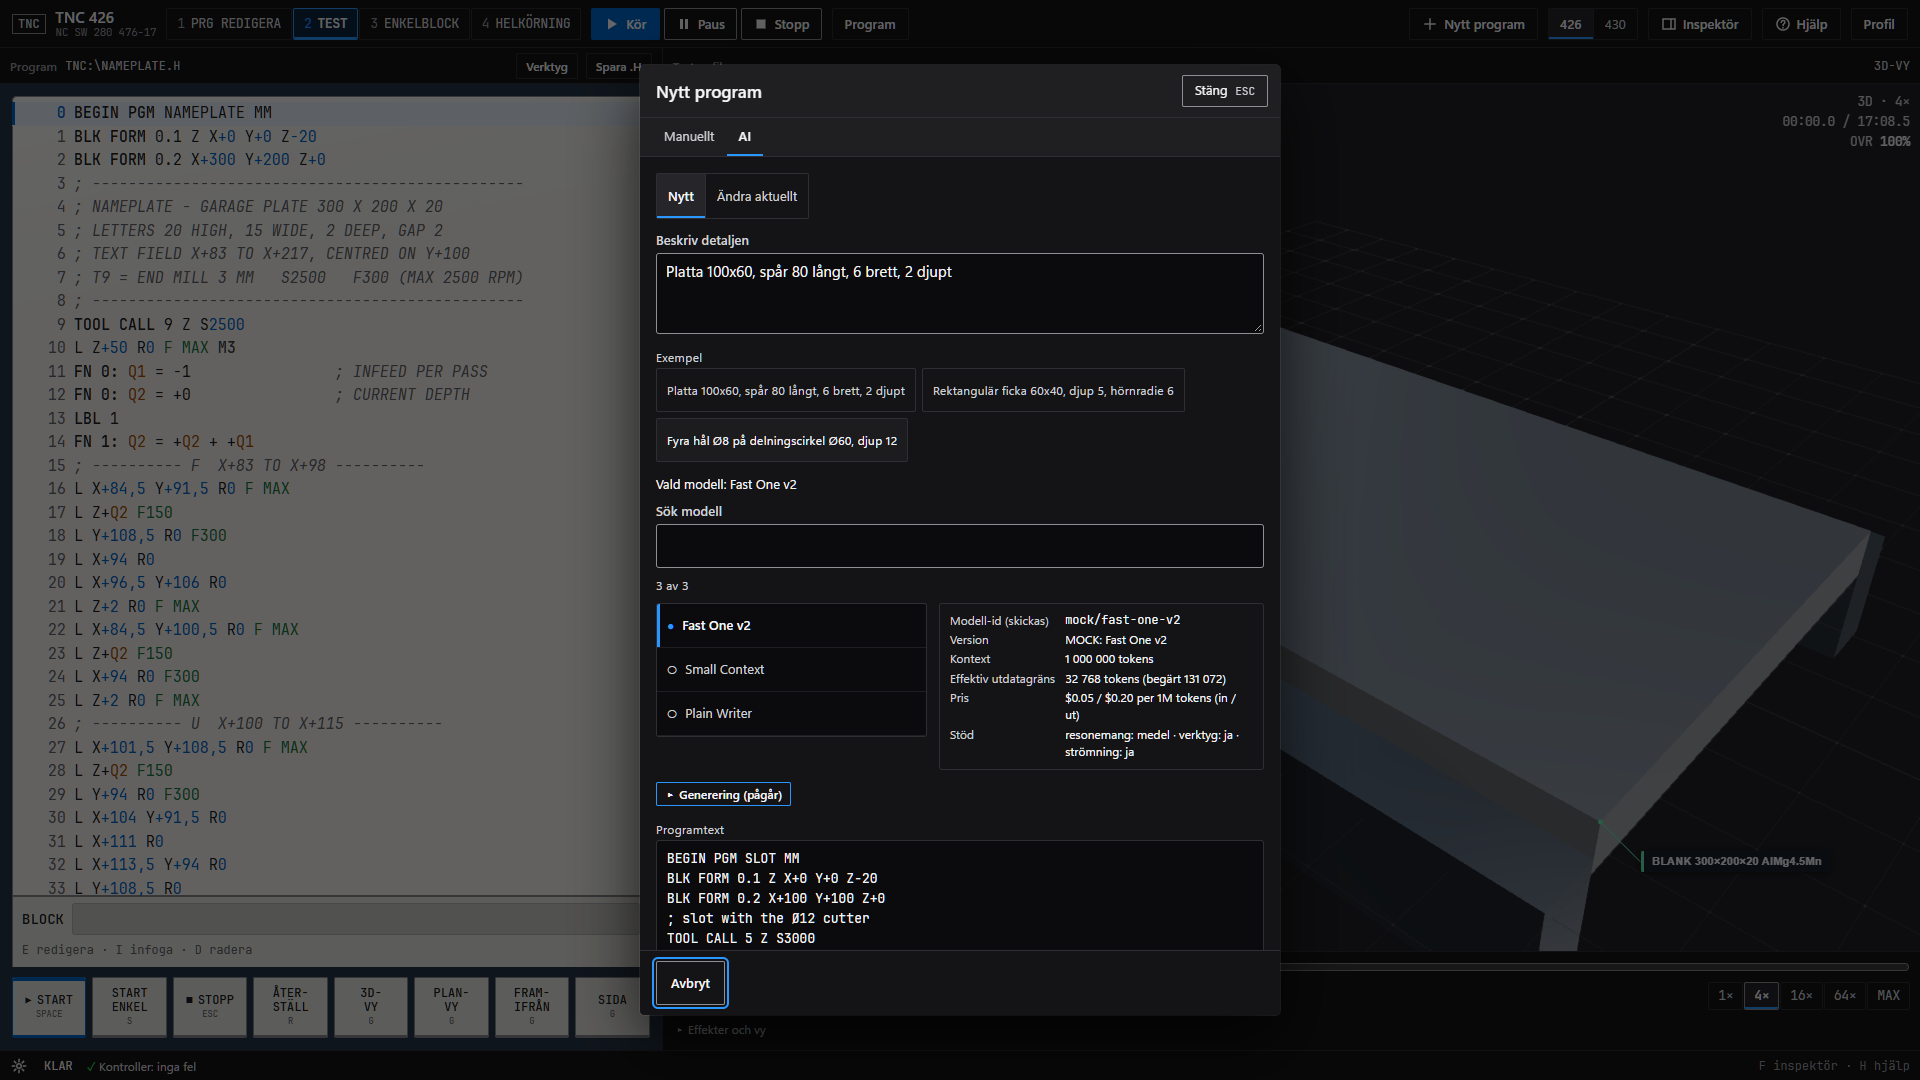 TNC
TNC 426
NC SW 280 476-17
1 PRG REDIGERA
2 TEST
3 ENKELBLOCK
4 HELKÖRNING
Kör
Paus
Stopp
Program
Nytt program
426
430
Inspektör
Hjälp
Profil
Program TNC:\NAMEPLATE.H
Verktyg
Spara .H
3D-VY
0 BEGIN PGM NAMEPLATE MM
1 BLK FORM 0.1 Z X+0 Y+0 Z-20
2 BLK FORM 0.2 X+300 Y+200 Z+0
3 ; ------------------------------------------------
4 ; NAMEPLATE - GARAGE PLATE 300 X 200 X 20
5 ; LETTERS 20 HIGH, 15 WIDE, 2 DEEP, GAP 2
6 ; TEXT FIELD X+83 TO X+217, CENTRED ON Y+100
7 ; T9 = END MILL 3 MM   S2500   F300 (MAX 2500 RPM)
8 ; ------------------------------------------------
9 TOOL CALL 9 Z S2500
10 L Z+50 R0 F MAX M3
11 FN 0: Q1 = -1                ; INFEED PER PASS
12 FN 0: Q2 = +0                ; CURRENT DEPTH
13 LBL 1
14 FN 1: Q2 = +Q2 + +Q1
15 ; ---------- F  X+83 TO X+98 ----------
16 L X+84,5 Y+91,5 R0 F MAX
17 L Z+Q2 F150
18 L Y+108,5 R0 F300
19 L X+94 R0
20 L X+96,5 Y+106 R0
21 L Z+2 R0 F MAX
22 L X+84,5 Y+100,5 R0 F MAX
23 L Z+Q2 F150
24 L X+94 R0 F300
25 L Z+2 R0 F MAX
26 ; ---------- U  X+100 TO X+115 ----------
27 L X+101,5 Y+108,5 R0 F MAX
28 L Z+Q2 F150
29 L Y+94 R0 F300
30 L X+104 Y+91,5 R0
31 L X+111 R0
32 L X+113,5 Y+94 R0
33 L Y+108,5 R0
BLOCK
E redigera · I infoga · D radera
START
SPACE
START ENKEL
S
STOPP
ESC
ÅTER-STÄLL
R
3D-VY
G
PLAN-VY
G
FRAM-IFRÅN
G
SIDA
G
KLAR
✓ Kontroller: inga fel
Nytt program
Stäng ESC
Manuellt
AI
Nytt
Ändra aktuellt
Beskriv detaljen
Platta 100x60, spår 80 långt, 6 brett, 2 djupt
Exempel
Platta 100x60, spår 80 långt, 6 brett, 2 djupt
Rektangulär ficka 60x40, djup 5, hörnradie 6
Fyra hål Ø8 på delningscirkel Ø60, djup 12
Vald modell: Fast One v2
Sök modell
3 av 3
Fast One v2
Small Context
Plain Writer
Modell-id (skickas) mock/fast-one-v2
Version MOCK: Fast One v2
Kontext 1 000 000 tokens
Effektiv utdatagräns 32 768 tokens (begärt 131 072)
Pris $0.05 / $0.20 per 1M tokens (in /
ut)
Stöd resonemang: medel · verktyg: ja ·
strömning: ja
Generering (pågår)
Programtext
BEGIN PGM SLOT MM
BLK FORM 0.1 Z X+0 Y+0 Z-20
BLK FORM 0.2 X+100 Y+100 Z+0
; slot with the Ø12 cutter
TOOL CALL 5 Z S3000
Avbryt
3D · 4×
00:00.0 / 17:08.5
OVR 100%
BLANK 300×200×20 AlMg4.5Mn
1×
4×
16×
64×
MAX
Effekter och vy
F inspektör · H hjälp